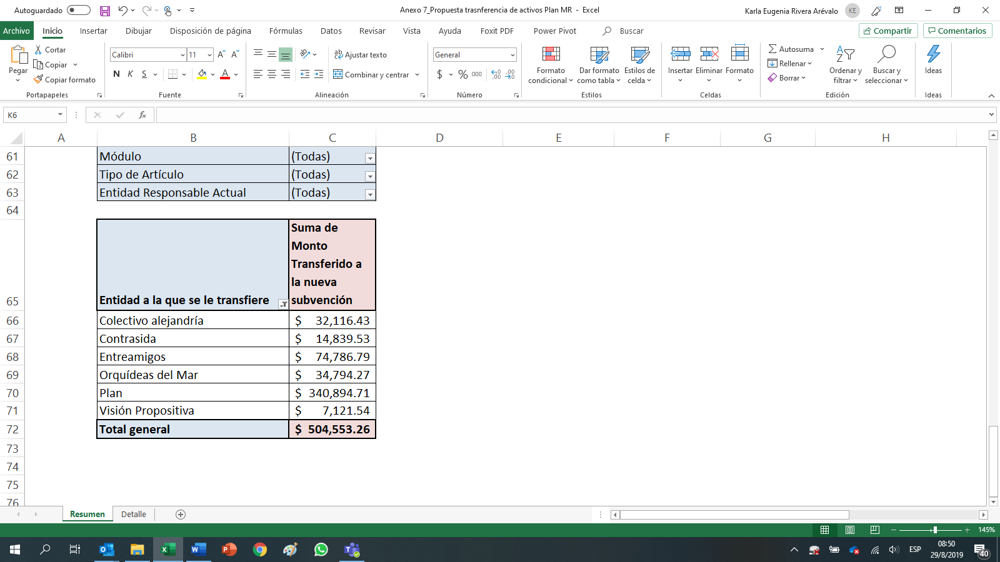 Autoguardado
Anexo 7_Propuesta trasnferencia de activos Plan MR - Excel
Karla Eugenia Rivera Arévalo
KE
Archivo
Inicio
Insertar
Dibujar
Disposición de página
Fórmulas
Datos
Revisar
Vista
Ayuda
Foxit PDF
Power Pivot
Buscar
Compartir
Comentarios
Pegar
Cortar
Copiar
Copiar formato
Portapapeles
Calibri
11
N K S
Fuente
Ajustar texto
Combinar y centrar
Alineación
General
$ % 000
Número
Formato
condicional
Dar formato
como tabla
Estilos de
celda
Estilos
Insertar
Eliminar
Formato
Celdas
Autosuma
Rellenar
Borrar
Ordenar y
filtrar
Buscar y
seleccionar
Edición
Ideas
Ideas
K6
fx
A B C D E F G H
61 Módulo (Todas)
62 Tipo de Artículo (Todas)
63 Entidad Responsable Actual (Todas)
64
Suma de
Monto
Transferido a
la nueva
65 Entidad a la que se le transfiere subvención
66 Colectivo alejandría $ 32,116.43
67 Contrasida $ 14,839.53
68 Entreamigos $ 74,786.79
69 Orquídeas del Mar $ 34,794.27
70 Plan $ 340,894.71
71 Visión Propositiva $ 7,121.54
72 Total general $ 504,553.26
73
74
75
76
Resumen
Detalle
145%
ESP
08:50
29/8/2019
40